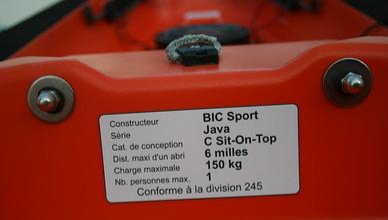 Constructeur BIC Sport
Série Java
Cat. de conception C Sit-On-Top
Dist. maxi d'un abri 6 milles
Charge maximale 150 kg
Nb. personnes max. 1
Conforme à la division 245